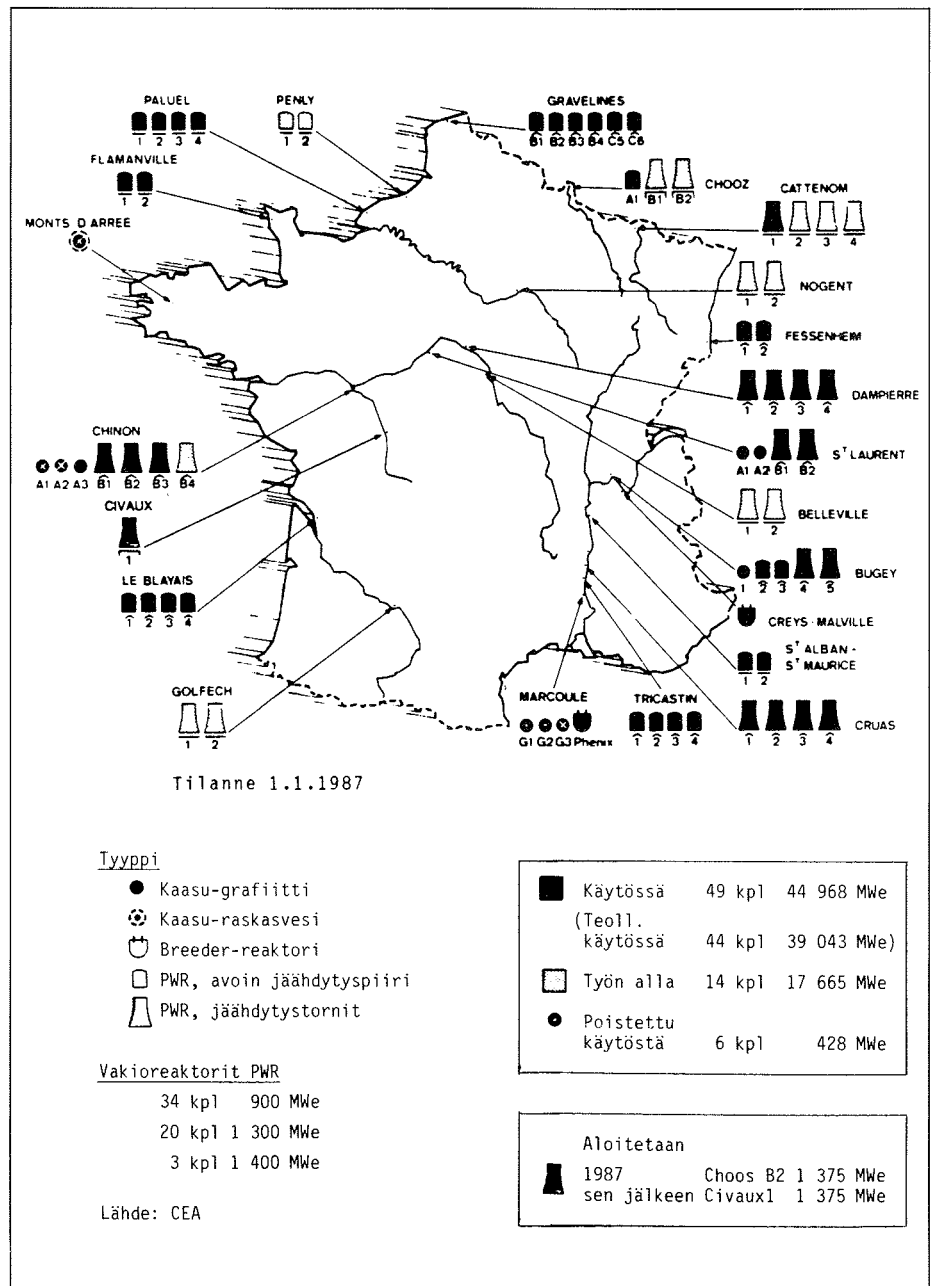 PALUEL
1 2 3 4
PENLY
1 2
GRAVELINES
B1 B2 B3 B4 C5 C6
FLAMANVILLE
1 2
A1 B1 B2 CHOOZ
CATTENOM
1 2 3 4
MONTS D ARREE
NOGENT
1 2
FESSENHEIM
1 2
DAMPIERRE
1 2 3 4
CHINON
A1 A2 A3 B1 B2 B3 B4
ST LAURENT
A1 A2 B1 B2
CIVAUX
1
BELLEVILLE
1 2
LE BLAYAIS
1 2 3 4
BUGEY
1 2 3 4 5
CREYS-MALVILLE
ST ALBAN -
ST MAURICE
1 2
GOLFECH
1 2
MARCOULE
G1 G2 G3 Phenix
TRICASTIN
1 2 3 4
CRUAS
1 2 3 4
Tilanne 1.1.1987
Tyyppi
Kaasu-grafiitti
Kaasu-raskasvesi
Breeder-reaktori
PWR, avoin jäähdytyspiiri
PWR, jäähdytystornit
Vakioreaktorit PWR
34 kpl 900 MWe
20 kpl 1 300 MWe
3 kpl 1 400 MWe
Lähde: CEA
Käytössä 49 kpl 44 968 MWe
(Teoll.
käytössä 44 kpl 39 043 MWe)
Työn alla 14 kpl 17 665 MWe
Poistettu
käytöstä 6 kpl 428 MWe
Aloitetaan
1987 Choos B2 1 375 MWe
sen jälkeen Civaux1 1 375 MWe